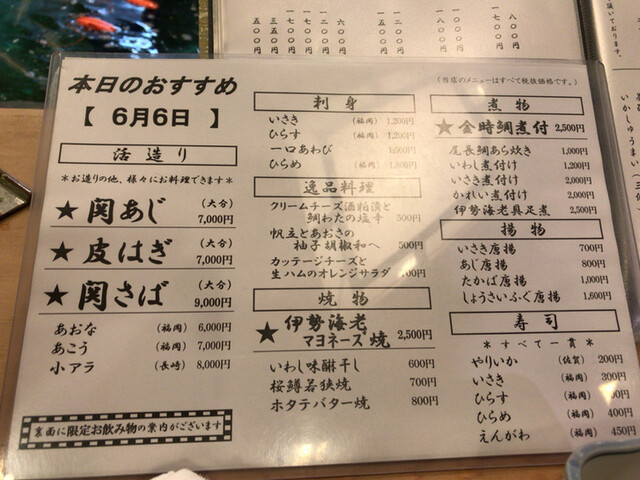 本日のおすすめ
【 6月6日 】
活造り
＊お造りの他、様々にお料理できます＊
★関あじ (大分) 7,000円
★皮はぎ (大分) 7,000円
★関さば (大分) 9,000円
あおな (福岡) 6,000円
あこう (福岡) 7,000円
小アラ (長崎) 8,000円
裏面に限定お飲み物の案内がございます
刺身
いさき (福岡) 1,200円
ひらす (福岡) 1,200円
一口あわび
ひらめ (福岡)
逸品料理
クリームチーズ酒粕漬と
鯛わたの塩辛 500円
帆立とあおさの
柚子胡椒和へ 500円
カッテージチーズと
生ハムのオレンジサラダ
焼物
★伊勢海老
マヨネーズ焼 2,500円
いわし味醂干し 600円
桜鱒若狭焼 700円
ホタテバター焼 800円
(当店のメニューはすべて税抜価格です。)
煮物
★金時鯛煮付 2,500円
尾長鯛あら炊き 1,000円
いわし煮付け 1,200円
いさき煮付け 2,000円
かれい煮付け 2,000円
伊勢海老具足煮 2,500円
揚物
いさき唐揚 700円
あじ唐揚 800円
たかば唐揚 1,000円
しょうさいふぐ唐揚 1,600円
寿司
＊すべて一貫＊
やりいか (佐賀) 200円
いさき (福岡) 300円
ひらす (福岡)
ひらめ (福岡) 400円
えんがわ (福岡) 450円